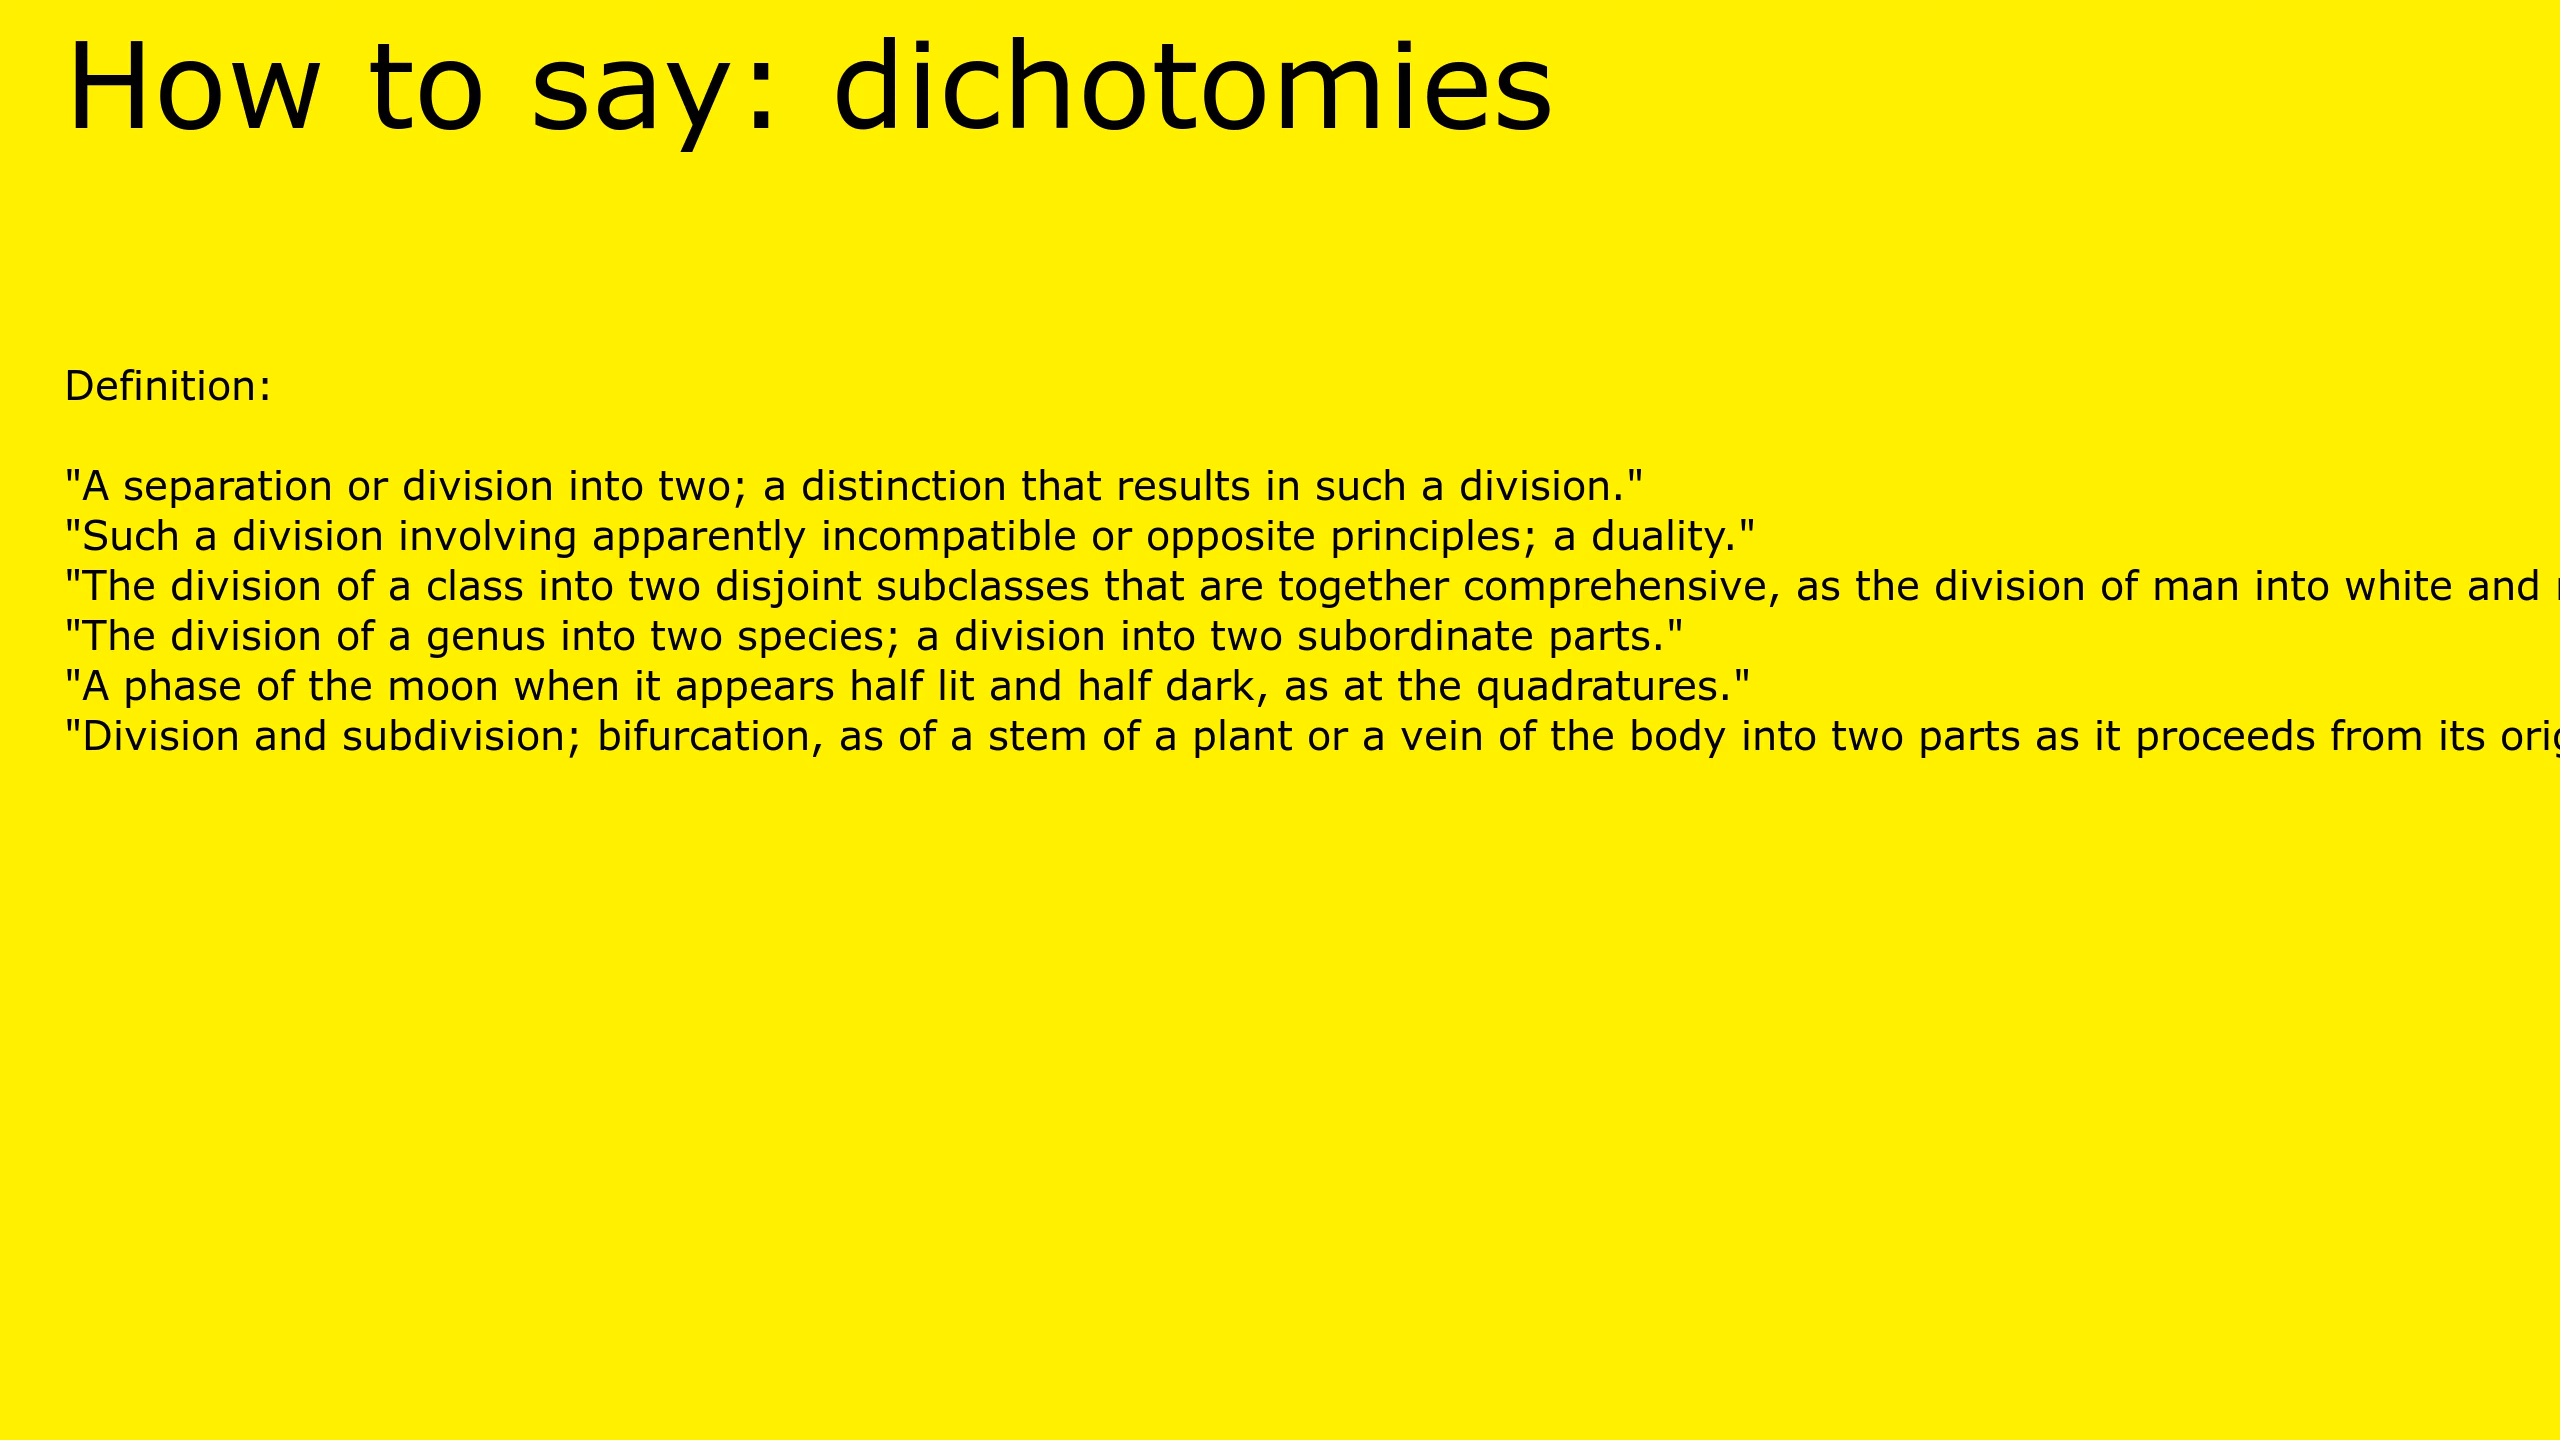 How to say: dichotomies
Definition:
"A separation or division into two; a distinction that results in such a division."
"Such a division involving apparently incompatible or opposite principles; a duality."
"The division of a class into two disjoint subclasses that are together comprehensive, as the division of man into white and
"The division of a genus into two species; a division into two subordinate parts."
"A phase of the moon when it appears half lit and half dark, as at the quadratures."
"Division and subdivision; bifurcation, as of a stem of a plant or a vein of the body into two parts as it proceeds from its